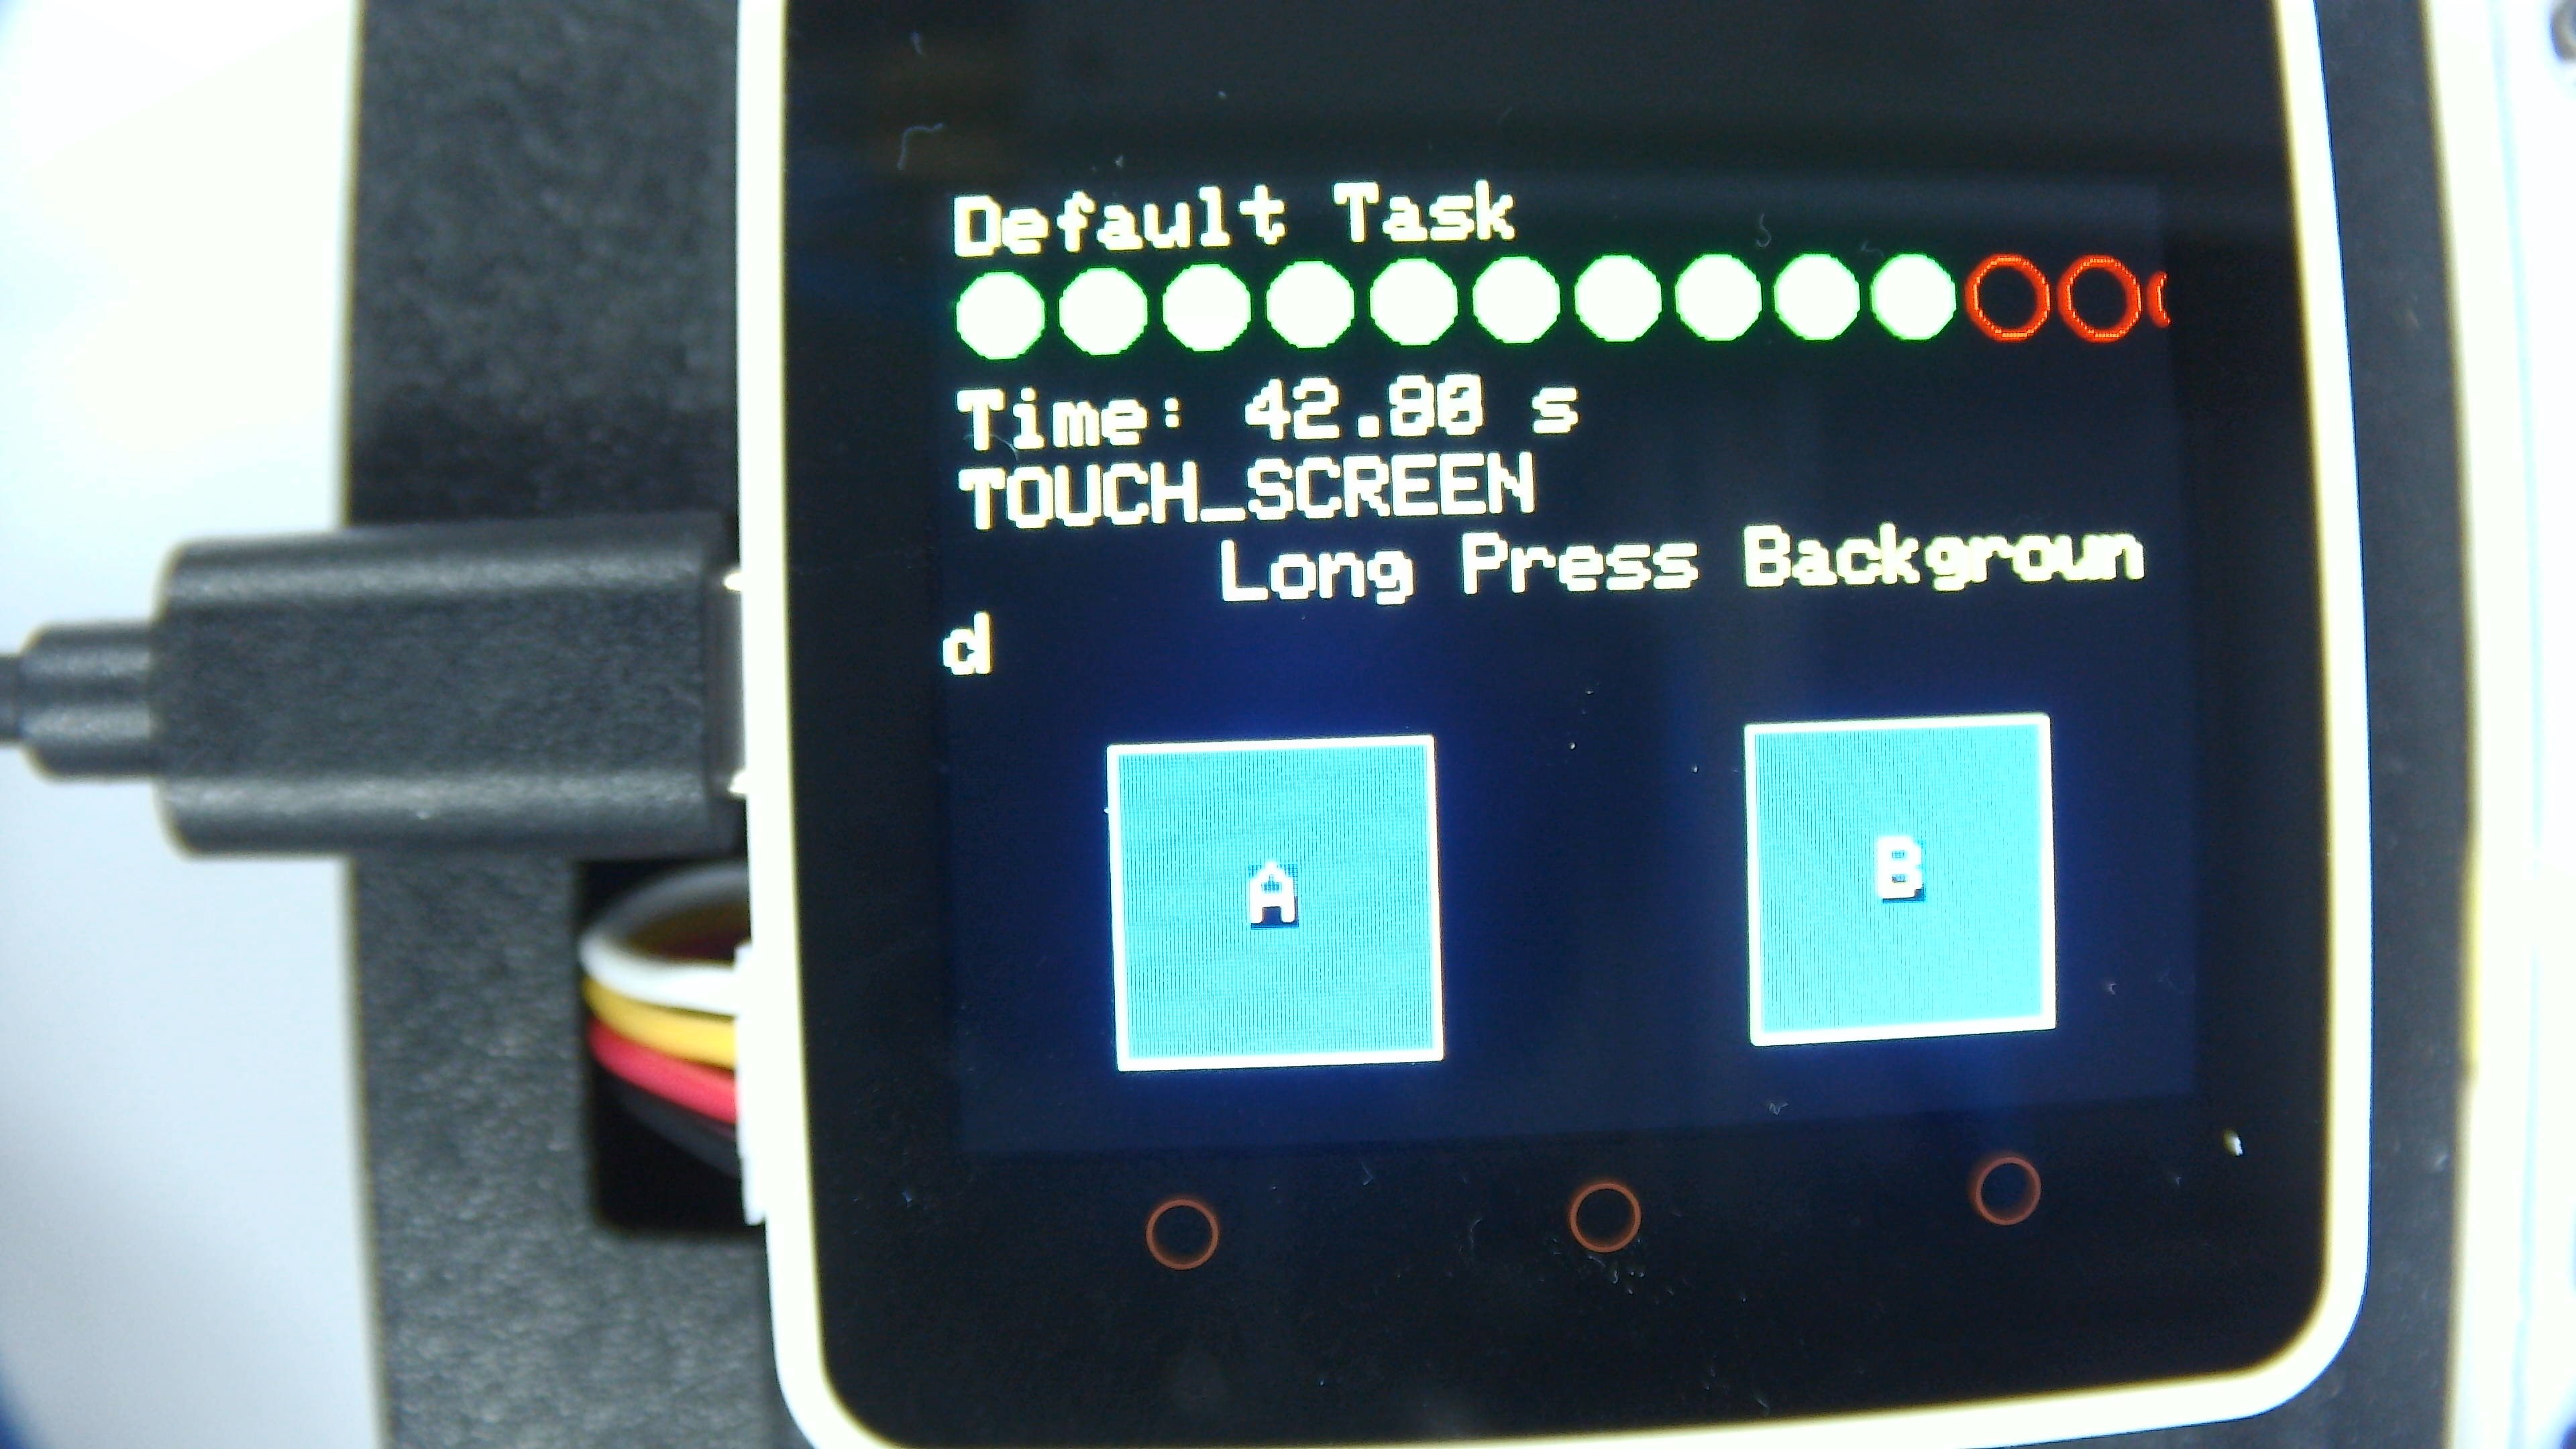 Default Task
Time: 42.80 s
TOUCH_SCREEN
Long Press Backgroun
d
A
B